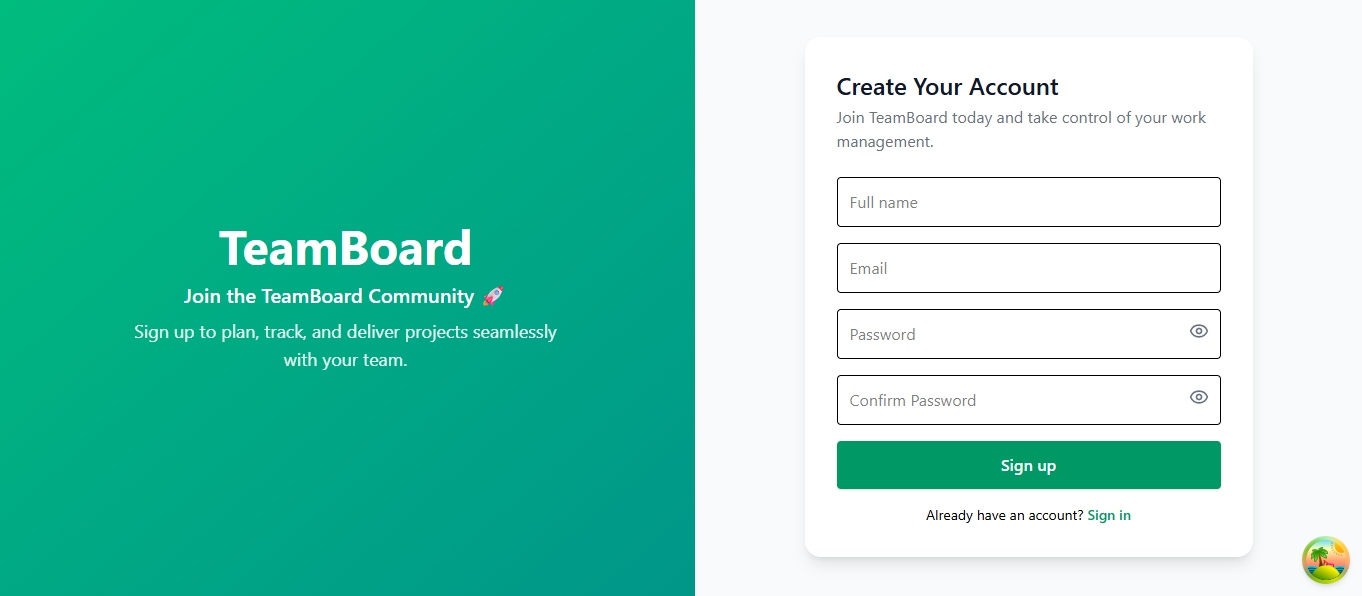 TeamBoard
Join the TeamBoard Community 🚀
Sign up to plan, track, and deliver projects seamlessly
with your team.
Create Your Account
Join TeamBoard today and take control of your work
management.
Full name
Email
Password
Confirm Password
Sign up
Already have an account? Sign in